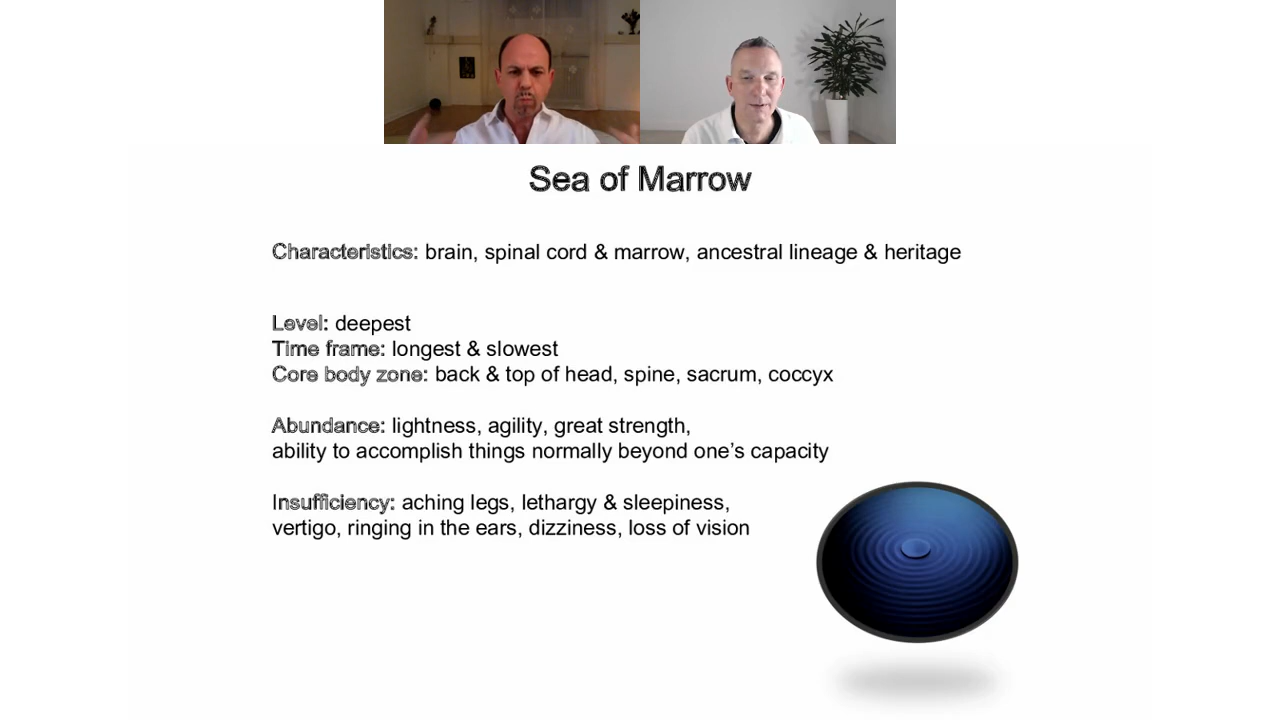 Sea of Marrow
Characteristics: brain, spinal cord & marrow, ancestral lineage & heritage
Level: deepest
Time frame: longest & slowest
Core body zone: back & top of head, spine, sacrum, coccyx
Abundance: lightness, agility, great strength,
ability to accomplish things normally beyond one’s capacity
Insufficiency: aching legs, lethargy & sleepiness,
vertigo, ringing in the ears, dizziness, loss of vision